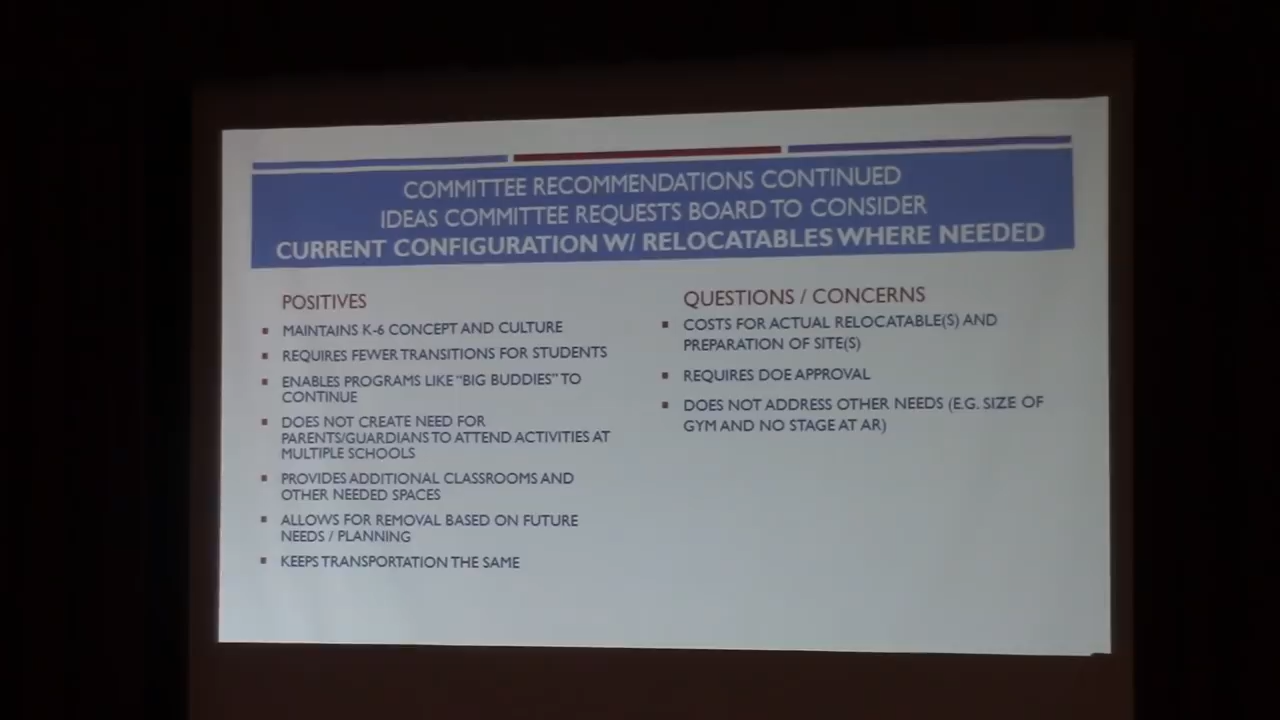 COMMITTEE RECOMMENDATIONS CONTINUED
IDEAS COMMITTEE REQUESTS BOARD TO CONSIDER
CURRENT CONFIGURATION W/ RELOCATABLES WHERE NEEDED
POSITIVES
▪ MAINTAINS K-6 CONCEPT AND CULTURE
▪ REQUIRES FEWER TRANSITIONS FOR STUDENTS
▪ ENABLES PROGRAMS LIKE "BIG BUDDIES" TO
CONTINUE
▪ DOES NOT CREATE NEED FOR
PARENTS/GUARDIANS TO ATTEND ACTIVITIES AT
MULTIPLE SCHOOLS
▪ PROVIDES ADDITIONAL CLASSROOMS AND
OTHER NEEDED SPACES
▪ ALLOWS FOR REMOVAL BASED ON FUTURE
NEEDS / PLANNING
▪ KEEPS TRANSPORTATION THE SAME
QUESTIONS / CONCERNS
▪ COSTS FOR ACTUAL RELOCATABLE(S) AND
PREPARATION OF SITE(S)
▪ REQUIRES DOE APPROVAL
▪ DOES NOT ADDRESS OTHER NEEDS (E.G. SIZE OF
GYM AND NO STAGE AT AR)